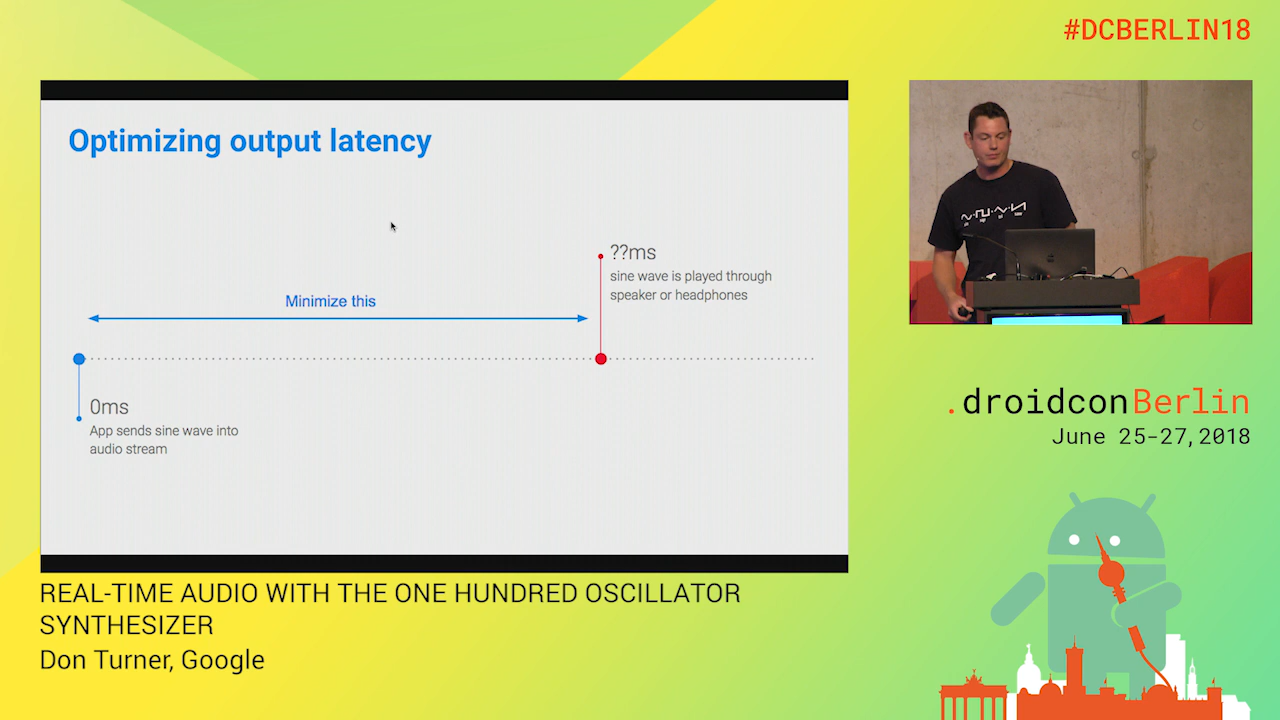 #DCBERLIN18
Optimizing output latency
??ms
sine wave is played through
speaker or headphones
Minimize this
0ms
App sends sine wave into
audio stream
.droidconBerlin
June 25-27,2018
REAL-TIME AUDIO WITH THE ONE HUNDRED OSCILLATOR
SYNTHESIZER
Don Turner, Google